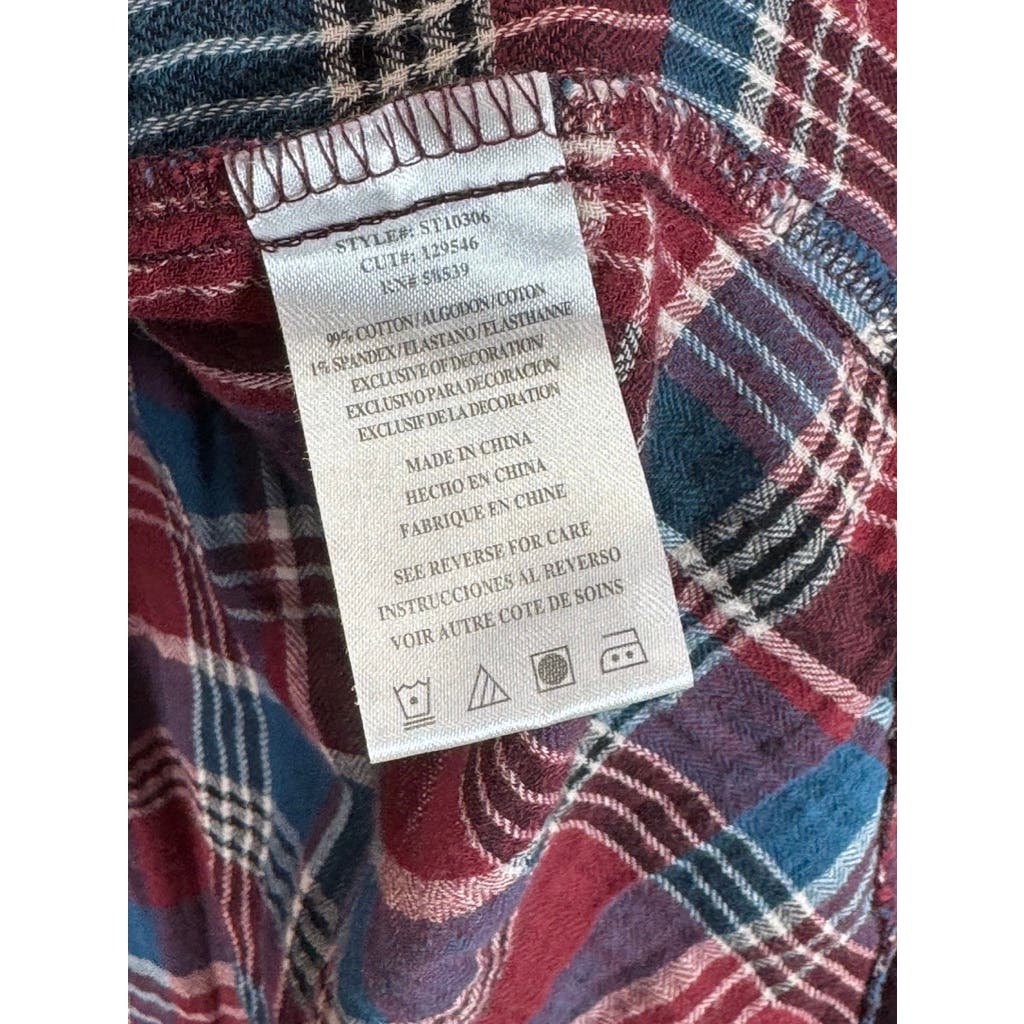 STYLE#: ST10306
CUT#: 129546
RN# 58539
99% COTTON/ALGODON/COTON
1% SPANDEX/ELASTANO/ELASTHANNE
EXCLUSIVE OF DECORATION
EXCLUSIVO PARA DECORACION
EXCLUSIF DE LA DECORATION
MADE IN CHINA
HECHO EN CHINA
FABRIQUE EN CHINE
SEE REVERSE FOR CARE
INSTRUCCIONES AL REVERSO
VOIR AUTRE COTE DE SOINS